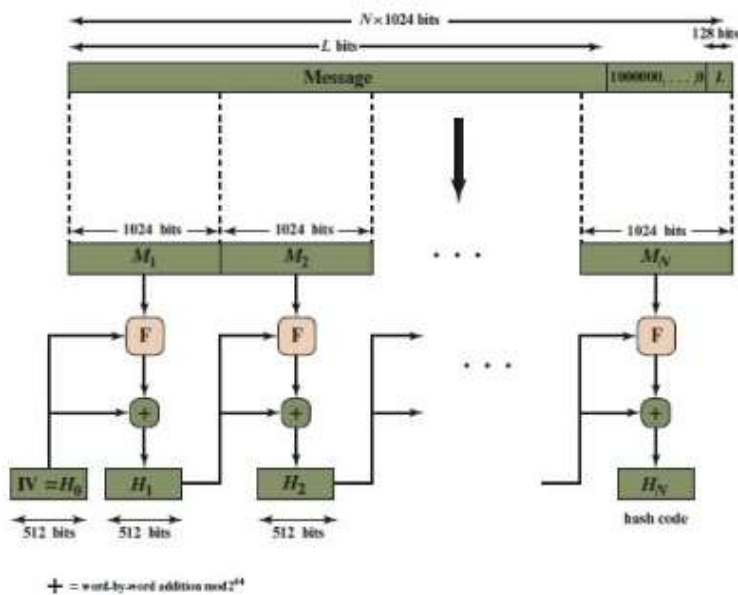 N×1024 bits
L bits
128 bits
Message 1000000, . . . ,0 L
1024 bits 1024 bits 1024 bits
M1 M2 . . . MN
F F F
. . .
+ + +
IV = H0 H1 H2 HN
512 bits 512 bits 512 bits hash code
+ = word-by-word addition mod 2^64